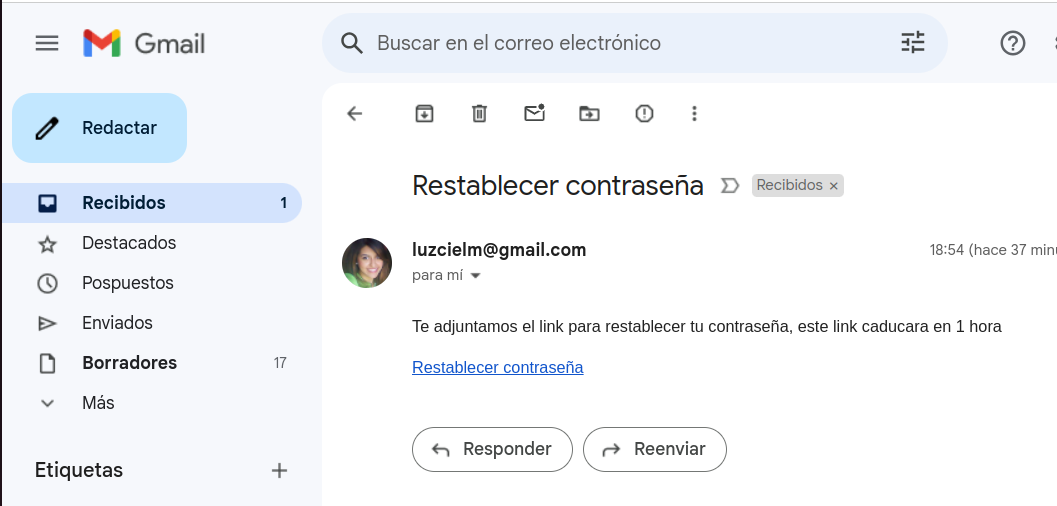 Gmail
Buscar en el correo electrónico
Redactar
Recibidos 1
Destacados
Pospuestos
Enviados
Borradores 17
Más
Etiquetas
Restablecer contraseña Recibidos ×
luzcielm@gmail.com 18:54 (hace 37 minu
para mí
Te adjuntamos el link para restablecer tu contraseña, este link caducara en 1 hora
Restablecer contraseña
Responder Reenviar